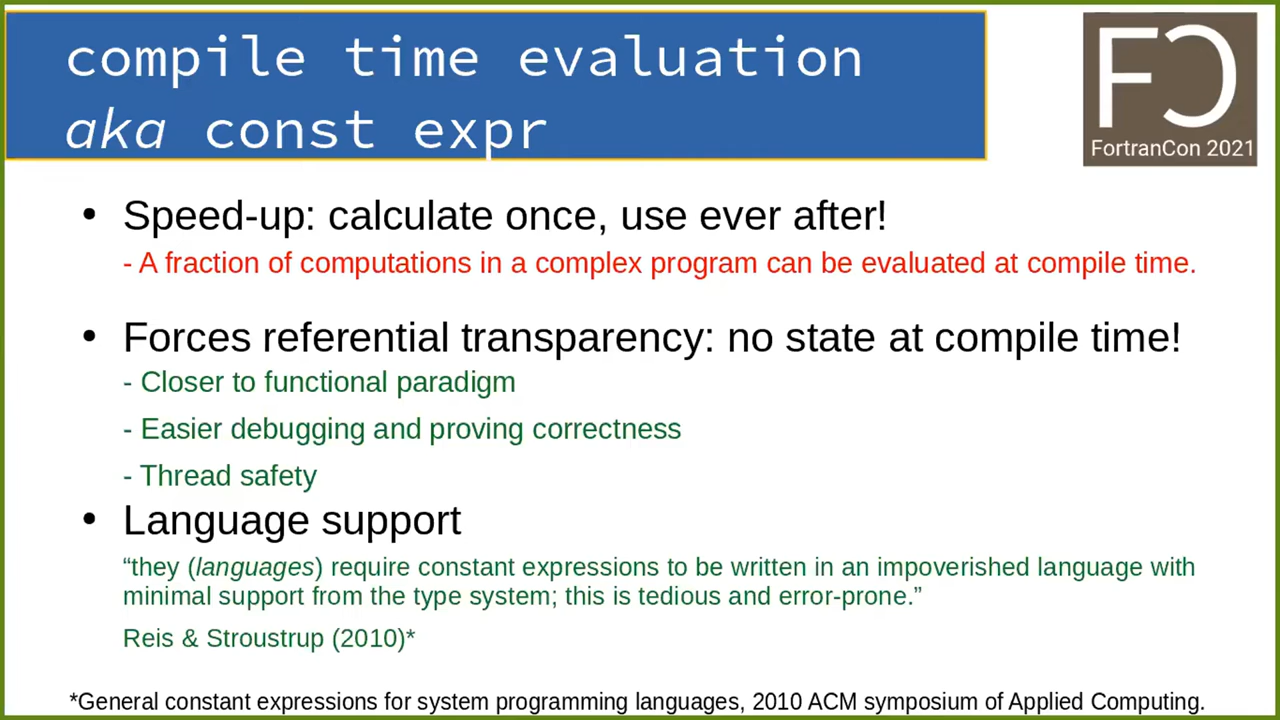 compile time evaluation
aka const expr
FC
FortranCon 2021
• Speed-up: calculate once, use ever after!
- A fraction of computations in a complex program can be evaluated at compile time.
• Forces referential transparency: no state at compile time!
- Closer to functional paradigm
- Easier debugging and proving correctness
- Thread safety
• Language support
“they (languages) require constant expressions to be written in an impoverished language with
minimal support from the type system; this is tedious and error-prone.”
Reis & Stroustrup (2010)*
*General constant expressions for system programming languages, 2010 ACM symposium of Applied Computing.